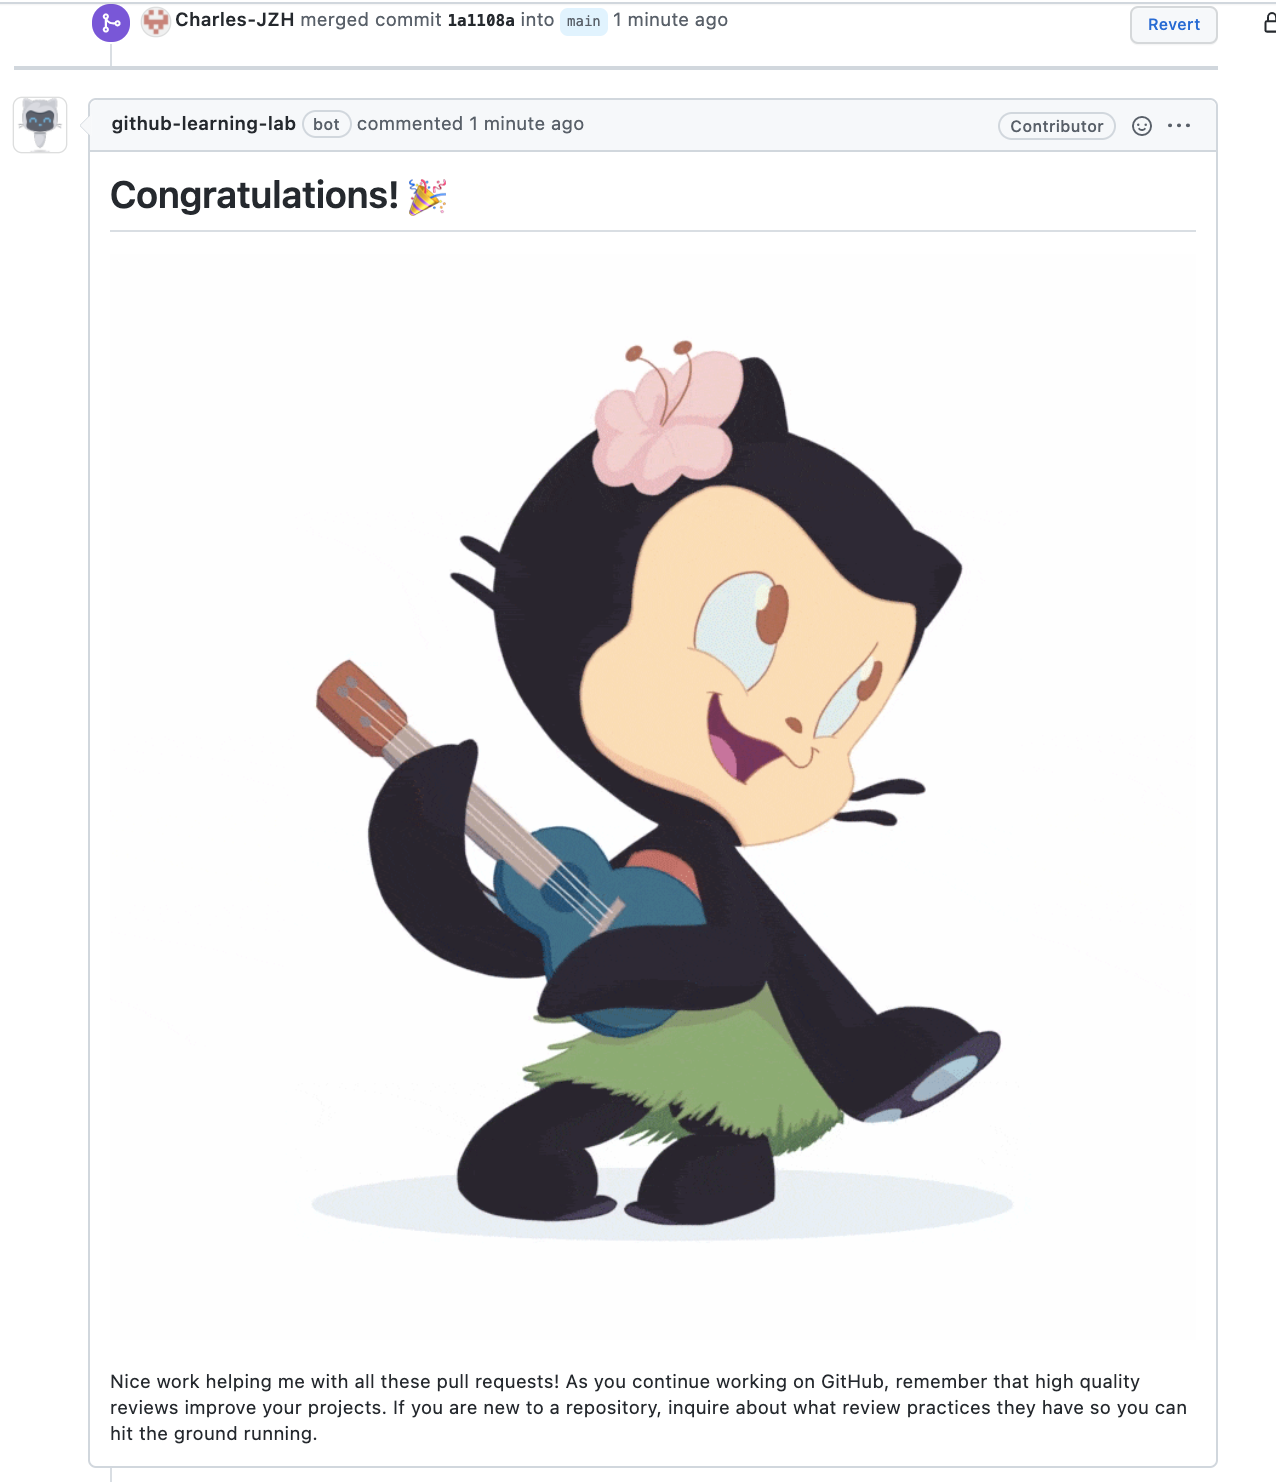 Charles-JZH merged commit 1a1108a into main 1 minute ago
Revert
github-learning-lab bot commented 1 minute ago
Contributor
Congratulations! 🎉
Nice work helping me with all these pull requests! As you continue working on GitHub, remember that high quality
reviews improve your projects. If you are new to a repository, inquire about what review practices they have so you can
hit the ground running.